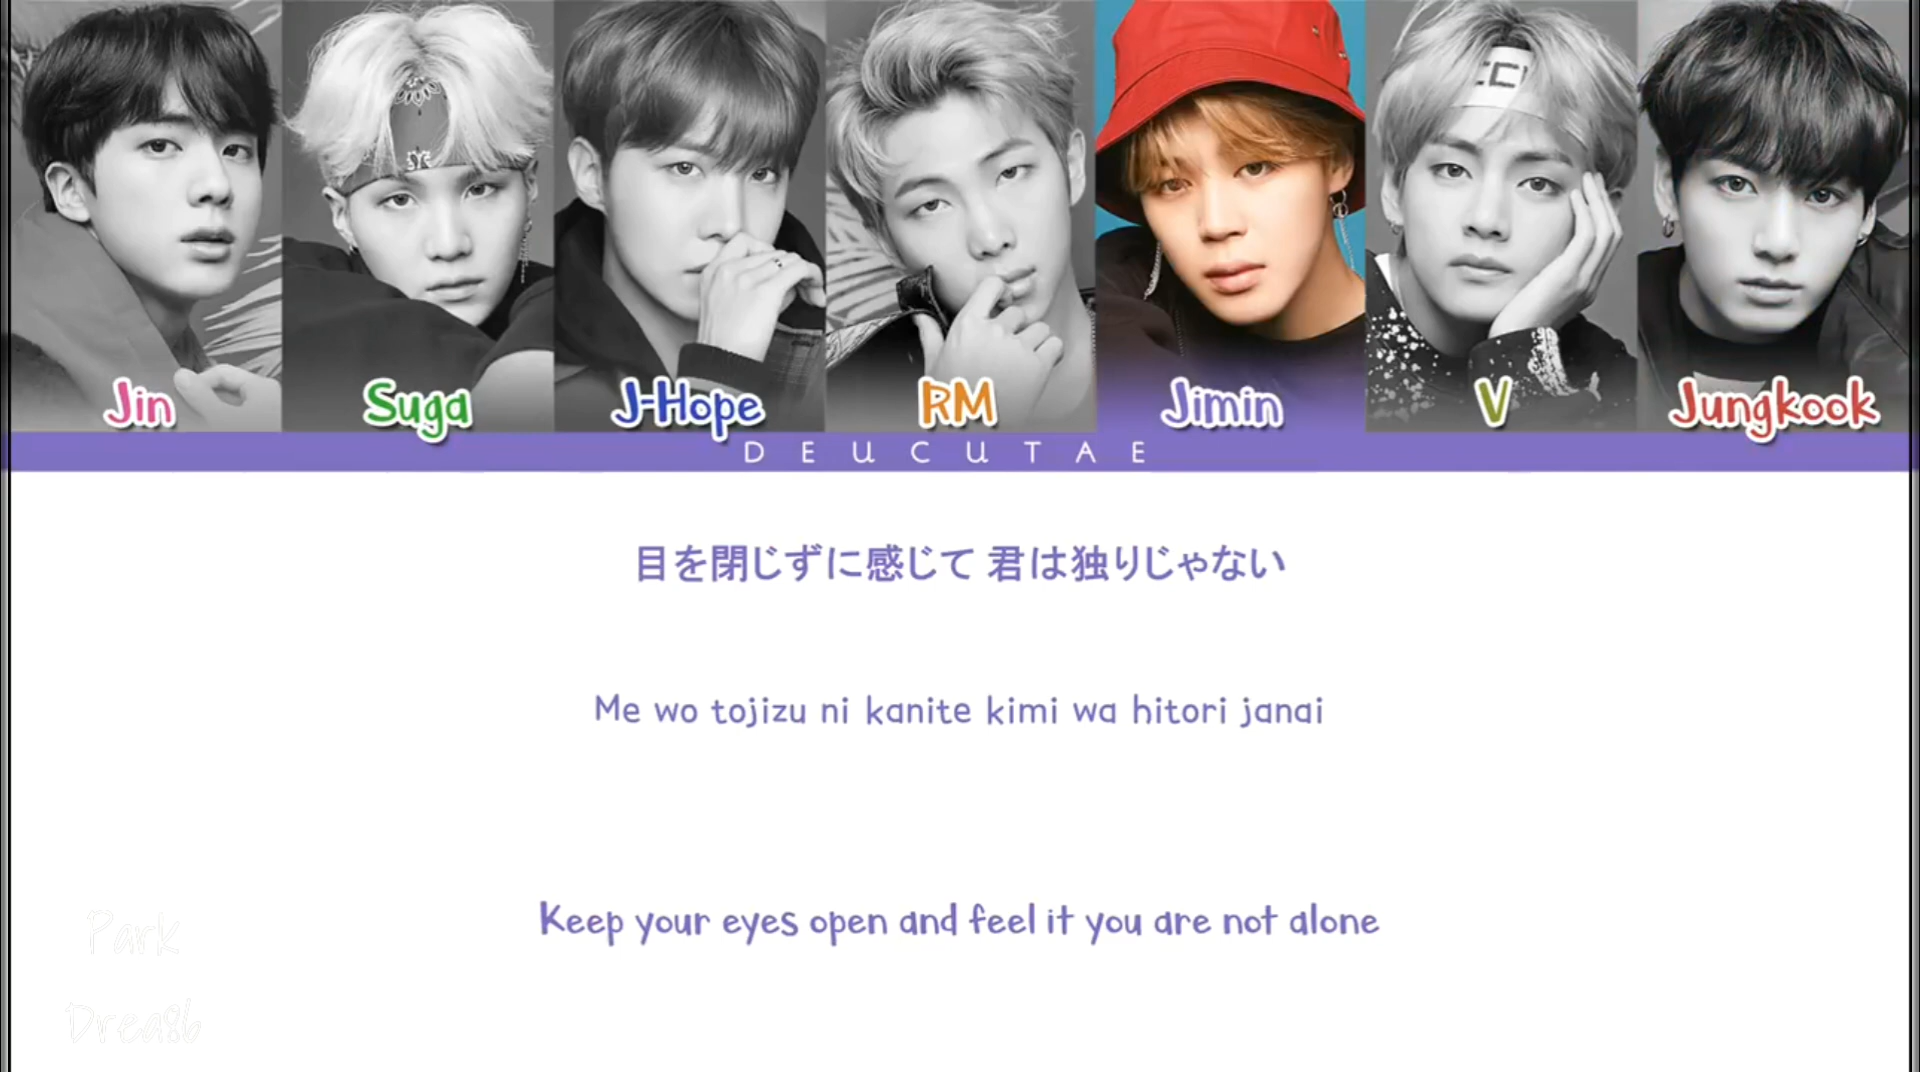 Jin Suga J-Hope RM Jimin V Jungkook
DEUCUTAE
目を閉じずに感じて 君は独りじゃない
Me wo tojizu ni kanite kimi wa hitori janai
Keep your eyes open and feel it you are not alone
Park
Drea86